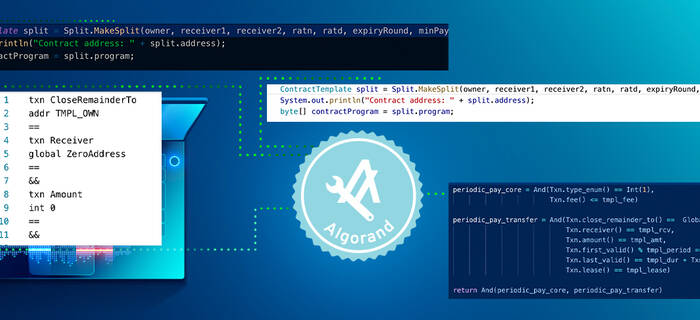 late split = Split.MakeSplit(owner, receiver1, receiver2, ratn, ratd, expiryRound, minPay
rintln("Contract address: " + split.address);
ractProgram = split.program;
ContractTemplate split = Split.MakeSplit(owner, receiver1, receiver2, ratn, ratd, expiryRound,
System.out.println("Contract address: " + split.address);
byte[] contractProgram = split.program;
1 txn CloseRemainderTo
2 addr TMPL_OWN
3 ==
4 txn Receiver
5 global ZeroAddress
6 ==
7 &&
8 txn Amount
9 int 0
10 ==
11 &&
Algorand
periodic_pay_core = And(Txn.type_enum() == Int(1),
Txn.fee() <= tmpl_fee)
periodic_pay_transfer = And(Txn.close_remainder_to() == Glob
Txn.receiver() == tmpl_rcv,
Txn.amount() == tmpl_amt,
Txn.first_valid() % tmpl_period ==
Txn.last_valid() == tmpl_dur + Txn
Txn.lease() == tmpl_lease)
return And(periodic_pay_core, periodic_pay_transfer)